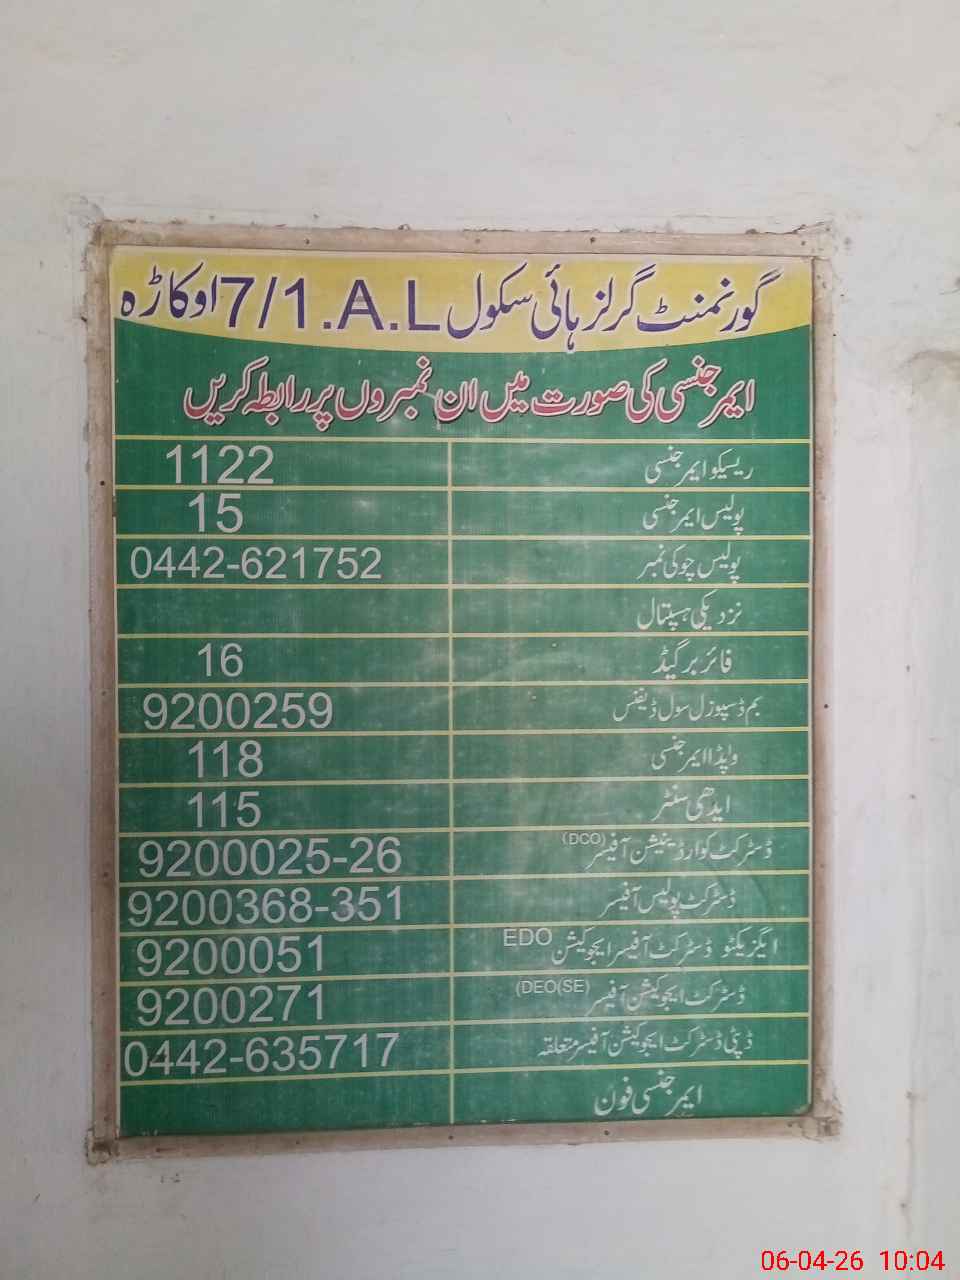 گورنمنٹ گرلز ہائی سکول 7/1.A.L اوکاڑہ
ایمرجنسی کی صورت میں ان نمبروں پر رابطہ کریں
ریسکیو ایمرجنسی 1122
پولیس ایمرجنسی 15
پولیس چوکی نمبر 0442-621752
نزدیکی ہسپتال
فائر برگیڈ 16
بم ڈسپوزل سول ڈیفنس 9200259
واپڈا ایمرجنسی 118
ایدھی سنٹر 115
ڈسٹرکٹ کوارڈینیشن آفیسر (DCO) 9200025-26
ڈسٹرکٹ پولیس آفیسر 9200368-351
ایگزیکٹو ڈسٹرکٹ آفیسر ایجوکیشن EDO 9200051
ڈسٹرکٹ ایجوکیشن آفیسر (DEO(SE) 9200271
ڈپٹی ڈسٹرکٹ ایجوکیشن آفیسر متعلقہ 0442-635717
ایمرجنسی فون
06-04-26 10:04